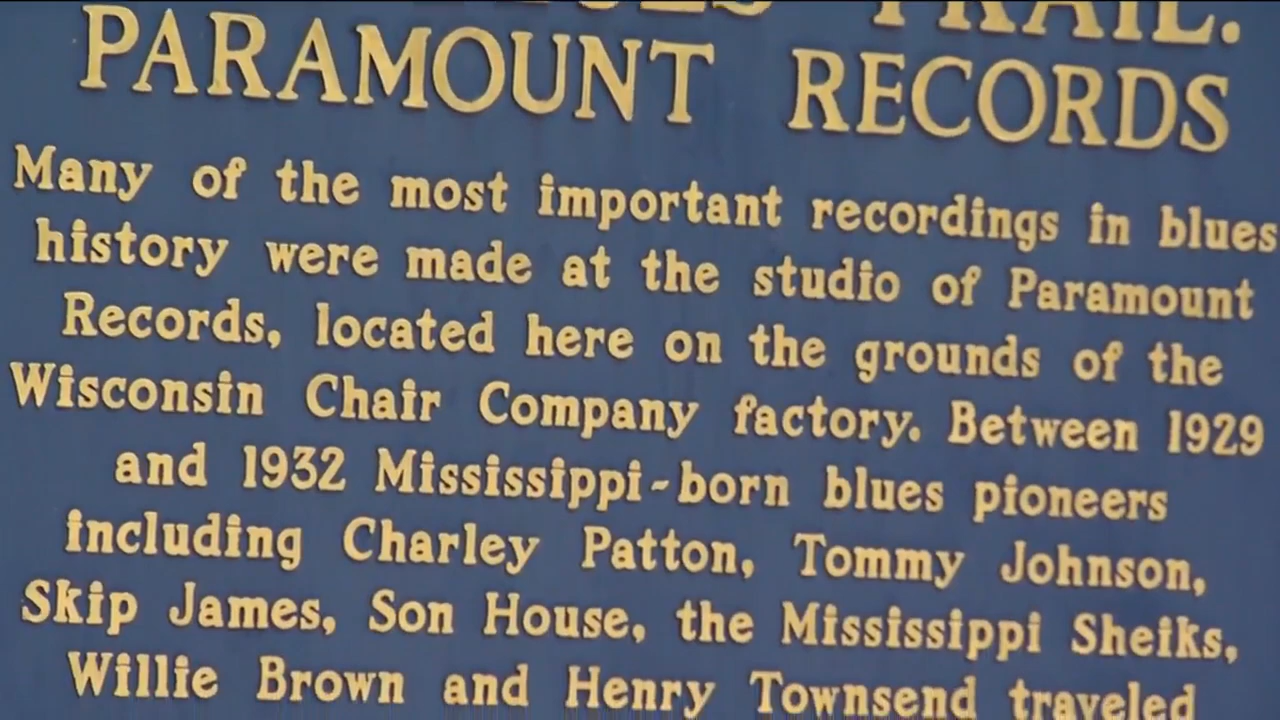 TRAIL.
PARAMOUNT RECORDS
Many of the most important recordings in blues
history were made at the studio of Paramount
Records, located here on the grounds of the
Wisconsin Chair Company factory. Between 1929
and 1932 Mississippi-born blues pioneers
including Charley Patton, Tommy Johnson,
Skip James, Son House, the Mississippi Sheiks,
Willie Brown and Henry Townsend traveled